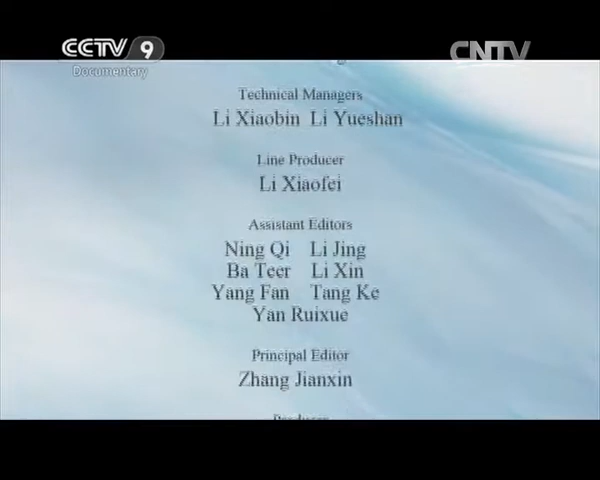 CCTV 9
Documentary
CNTV
Technical Managers
Li Xiaobin Li Yueshan
Line Producer
Li Xiaofei
Assistant Editors
Ning Qi Li Jing
Ba Teer Li Xin
Yang Fan Tang Ke
Yan Ruixue
Principal Editor
Zhang Jianxin